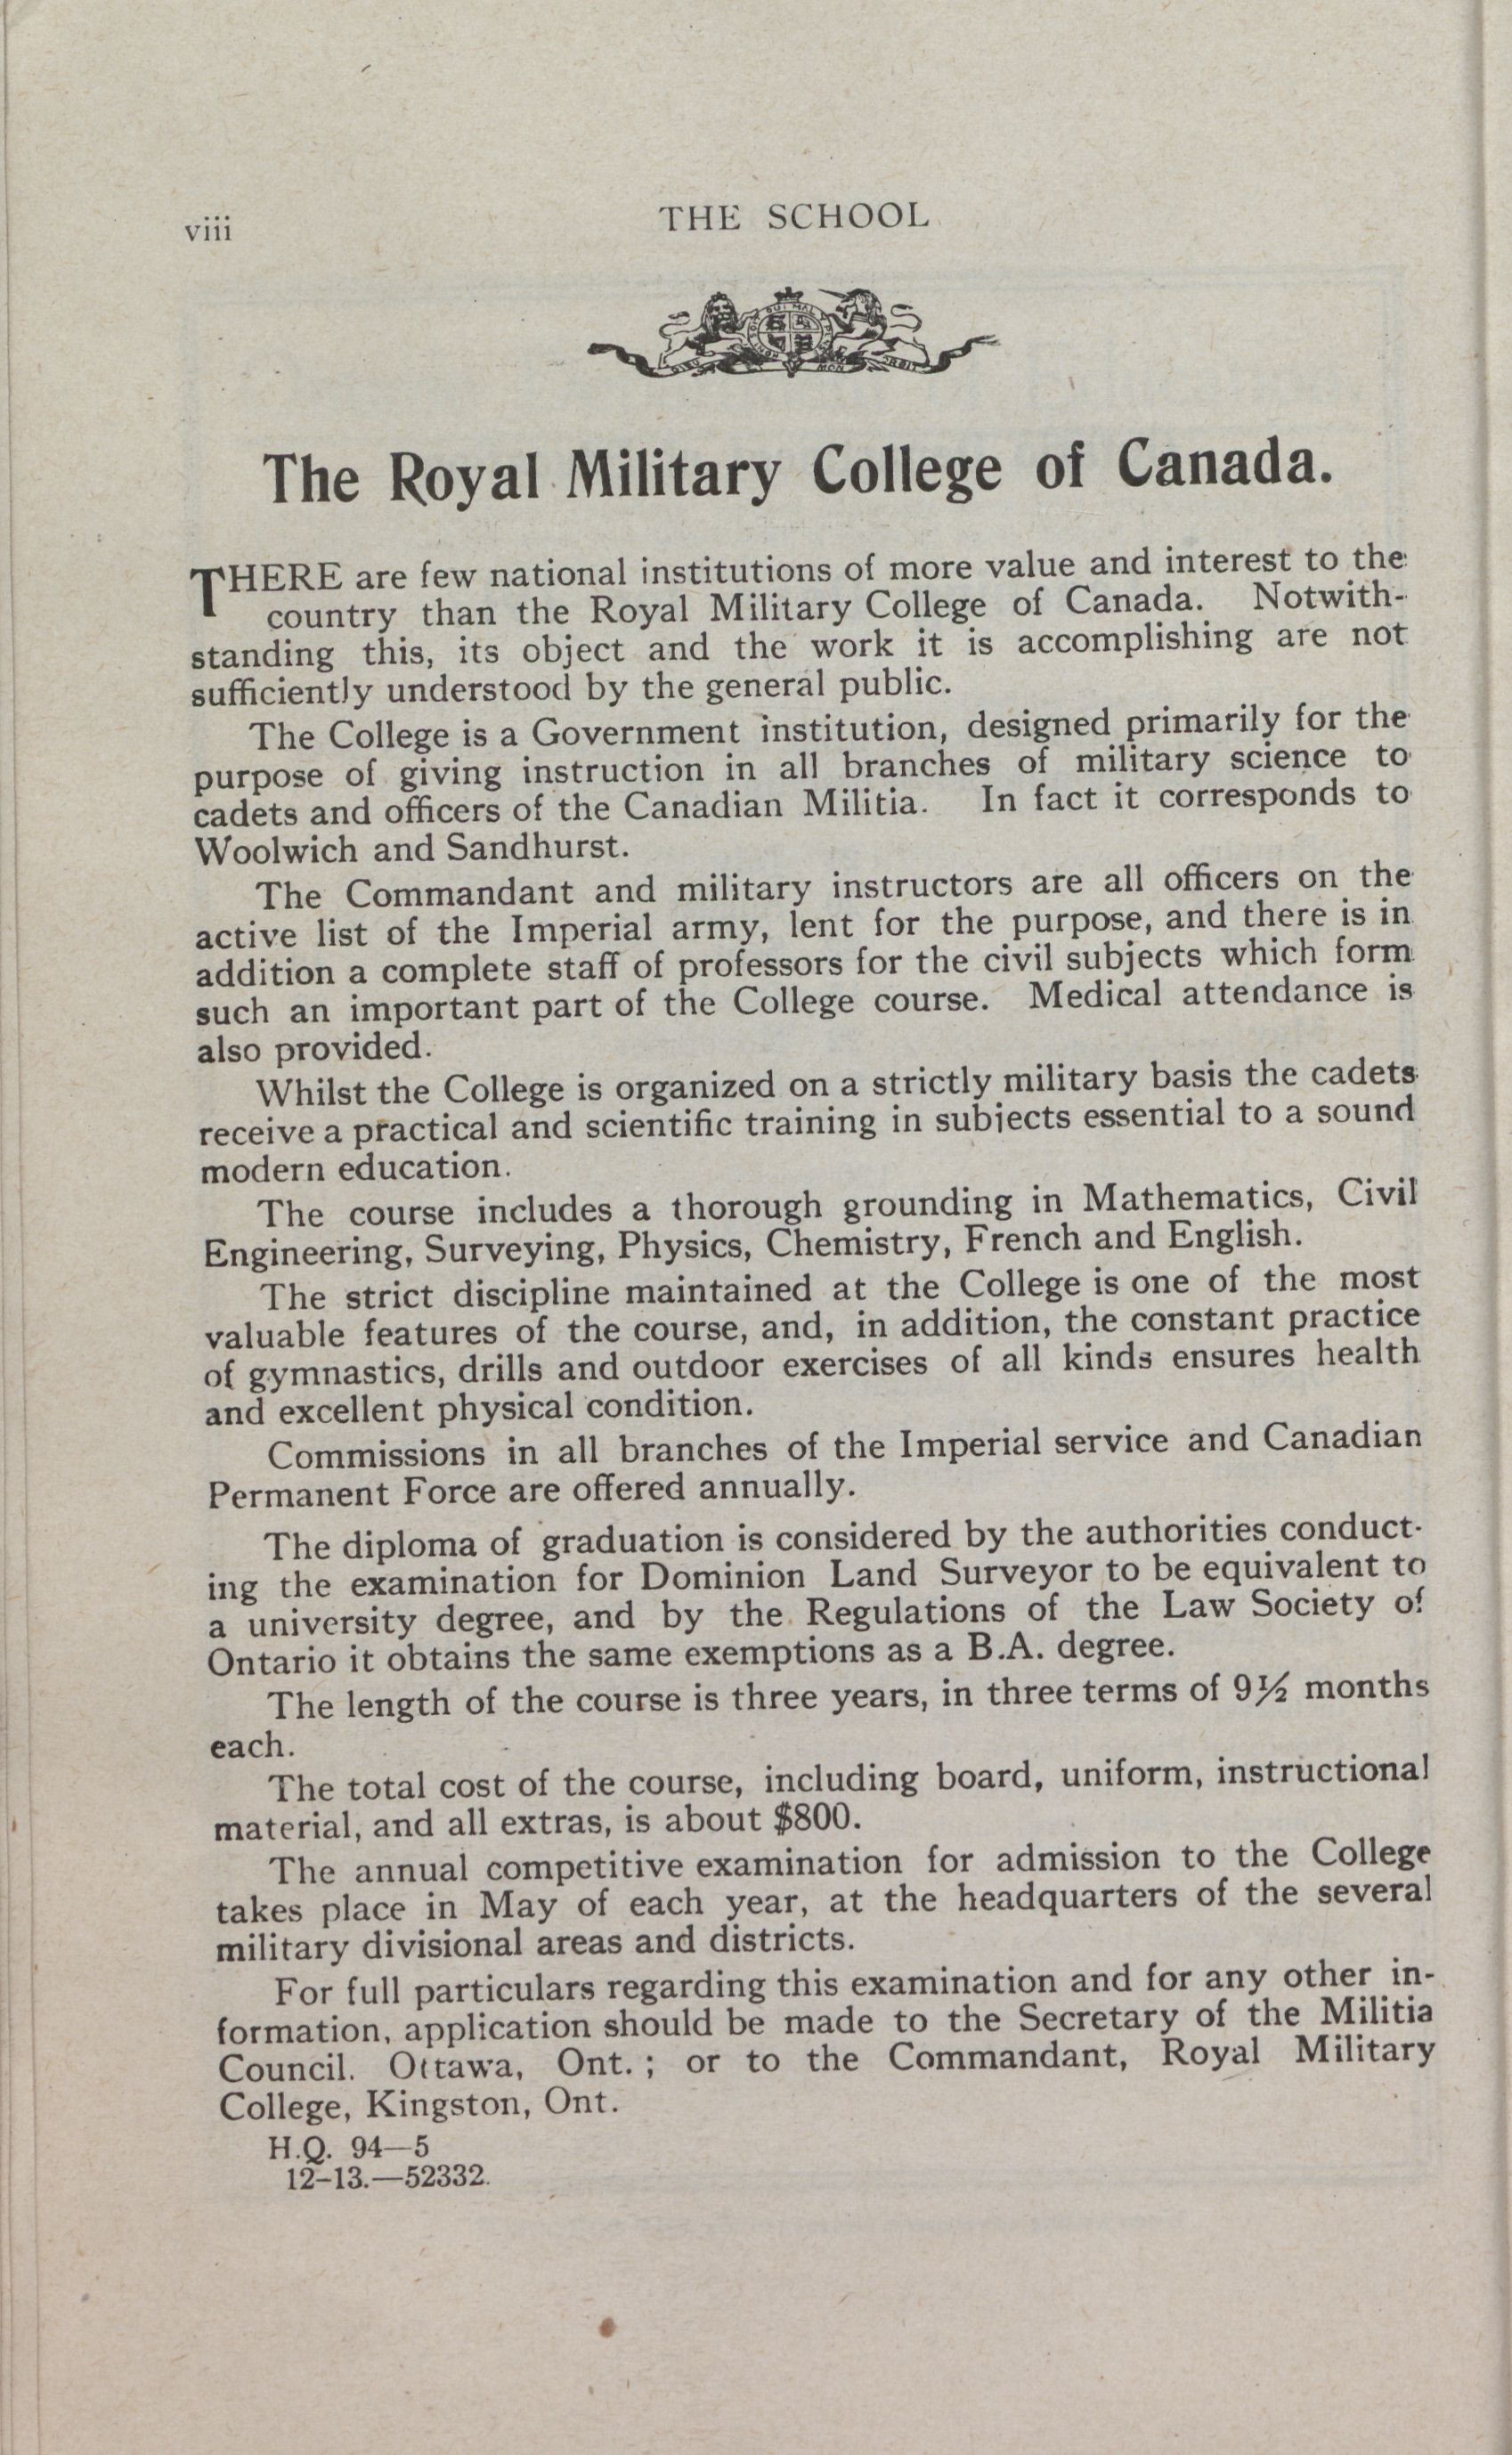 viii
THE SCHOOL
The Royal Military College of Canada.
THERE are few national institutions of more value and interest to the
country than the Royal Military College of Canada. Notwith-
standing this, its object and the work it is accomplishing are not
sufficiently understood by the general public.
The College is a Government institution, designed primarily for the
purpose of giving instruction in all branches of military science to
cadets and officers of the Canadian Militia. In fact it corresponds to
Woolwich and Sandhurst.
The Commandant and military instructors are all officers on the
active list of the Imperial army, lent for the purpose, and there is in
addition a complete staff of professors for the civil subjects which form
such an important part of the College course. Medical attendance is
also provided.
Whilst the College is organized on a strictly military basis the cadets
receive a practical and scientific training in subjects essential to a sound
modern education.
The course includes a thorough grounding in Mathematics, Civil
Engineering, Surveying, Physics, Chemistry, French and English.
The strict discipline maintained at the College is one of the most
valuable features of the course, and, in addition, the constant practice
of gymnastics, drills and outdoor exercises of all kinds ensures health
and excellent physical condition.
Commissions in all branches of the Imperial service and Canadian
Permanent Force are offered annually.
The diploma of graduation is considered by the authorities conduct-
ing the examination for Dominion Land Surveyor to be equivalent to
a university degree, and by the Regulations of the Law Society of
Ontario it obtains the same exemptions as a B.A. degree.
The length of the course is three years, in three terms of 9½ months
each.
The total cost of the course, including board, uniform, instructional
material, and all extras, is about $800.
The annual competitive examination for admission to the College
takes place in May of each year, at the headquarters of the several
military divisional areas and districts.
For full particulars regarding this examination and for any other in-
formation, application should be made to the Secretary of the Militia
Council. Ottawa, Ont.; or to the Commandant, Royal Military
College, Kingston, Ont.
H.Q. 94—5
12–13.—52332.